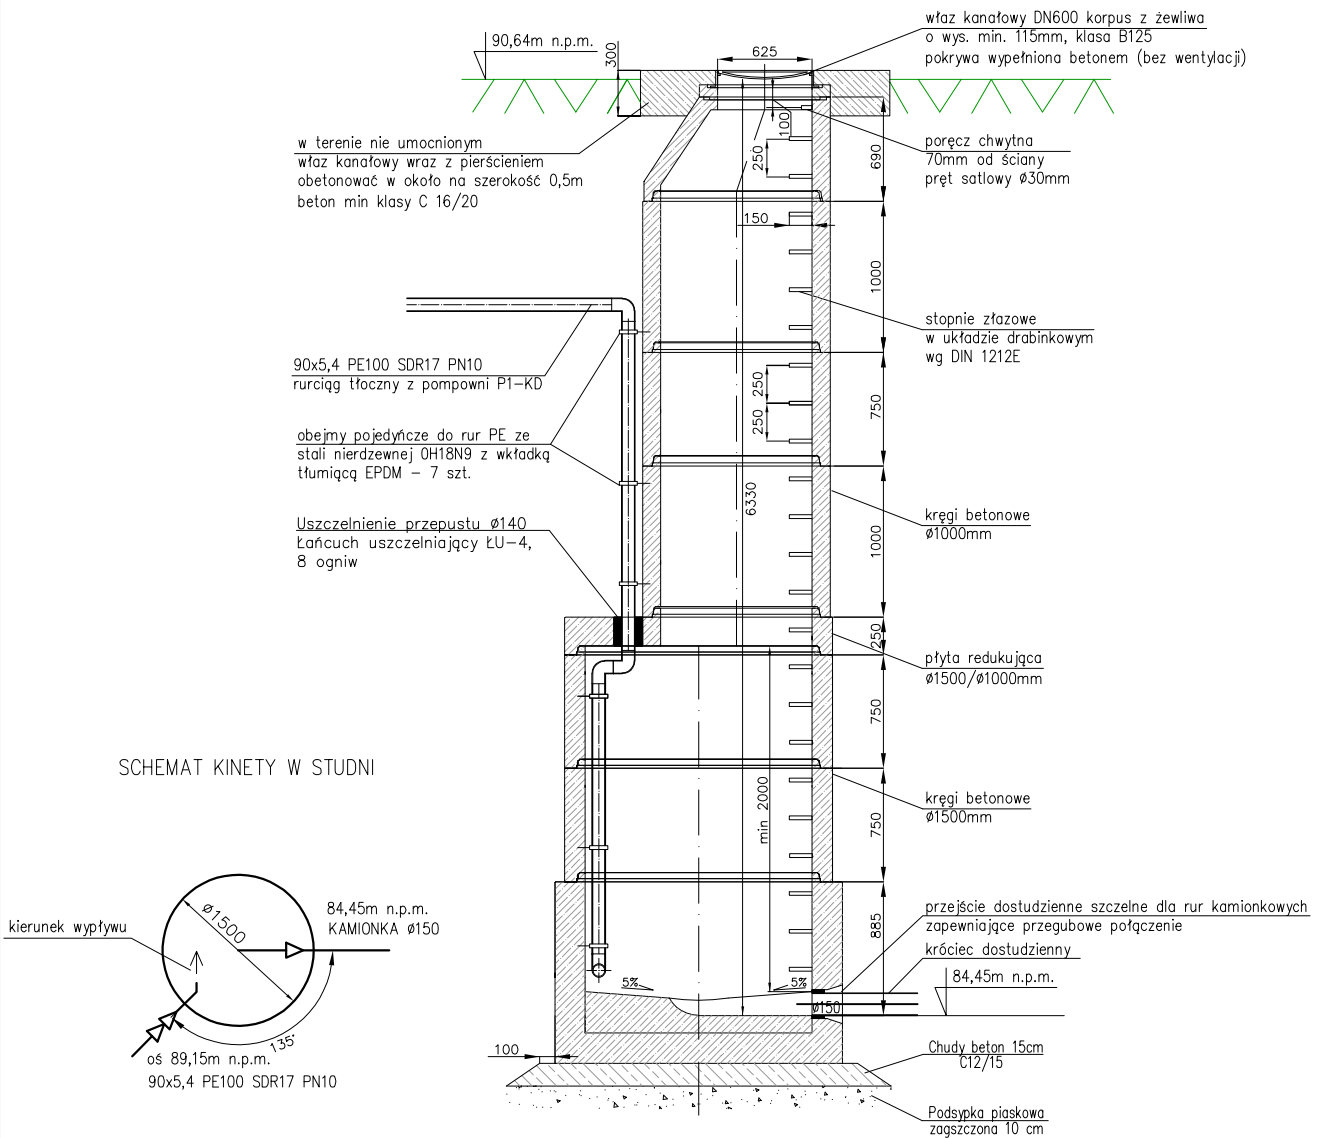 właz kanałowy DN600 korpus z żewliwa
o wys. min. 115mm, klasa B125
pokrywa wypełniona betonem (bez wentylacji)
90,64m n.p.m.
300
625
w terenie nie umocnionym
właz kanałowy wraz z pierścieniem
obetonować w około na szerokość 0,5m
beton min klasy C 16/20
100
250
690
poręcz chwytna
70mm od ściany
pręt satlowy Ø30mm
150
1000
stopnie złazowe
w układzie drabinkowym
wg DIN 1212E
90x5,4 PE100 SDR17 PN10
rurciąg tłoczny z pompowni P1-KD
250
250
750
obejmy pojedyńcze do rur PE ze
stali nierdzewnej 0H18N9 z wkładką
tłumiącą EPDM - 7 szt.
6330
kręgi betonowe
Ø1000mm
1000
Uszczelnienie przepustu Ø140
Łańcuch uszczelniający ŁU-4,
8 ogniw
250
płyta redukująca
Ø1500/Ø1000mm
750
SCHEMAT KINETY W STUDNI
min 2000
kręgi betonowe
Ø1500mm
750
885
przejście dostudzienne szczelne dla rur kamionkowych
zapewniające przegubowe połączenie
króciec dostudzienny
84,45m n.p.m.
Ø1500
84,45m n.p.m.
KAMIONKA Ø150
kierunek wypływu
5%
5%
Ø150
135°
oś 89,15m n.p.m.
90x5,4 PE100 SDR17 PN10
100
Chudy beton 15cm
C12/15
Podsypka piaskowa
zagszczona 10 cm